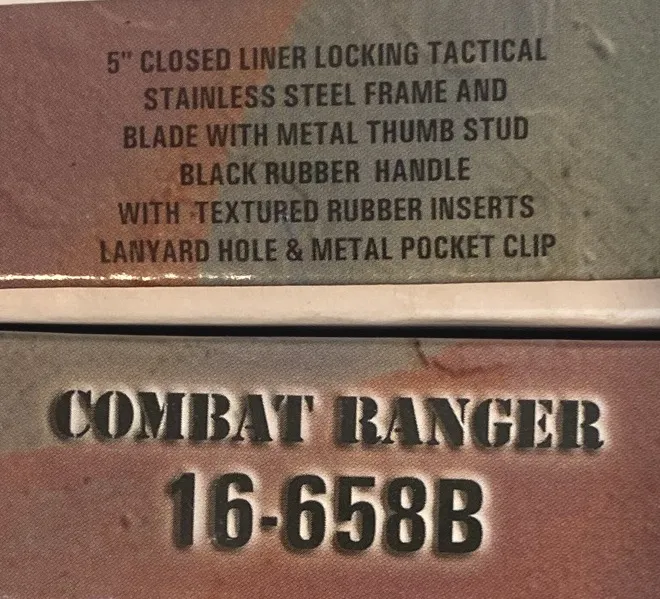 5" CLOSED LINER LOCKING TACTICAL
STAINLESS STEEL FRAME AND
BLADE WITH METAL THUMB STUD
BLACK RUBBER HANDLE
WITH TEXTURED RUBBER INSERTS
LANYARD HOLE & METAL POCKET CLIP
COMBAT RANGER
16-658B